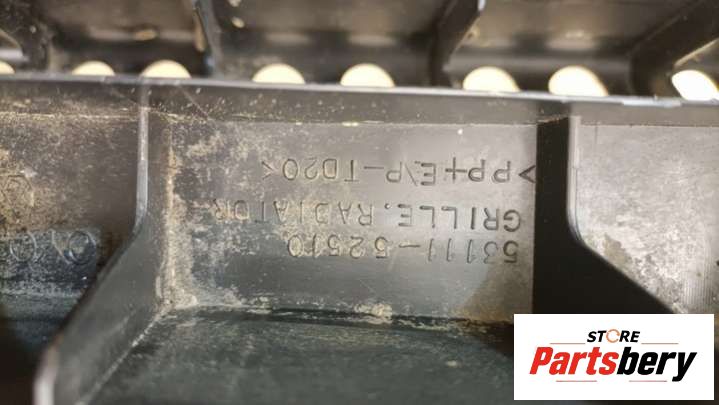 53111-52510
GRILLE, RADIATOR
>PP+E/P-TD20<
STORE
Partsbery